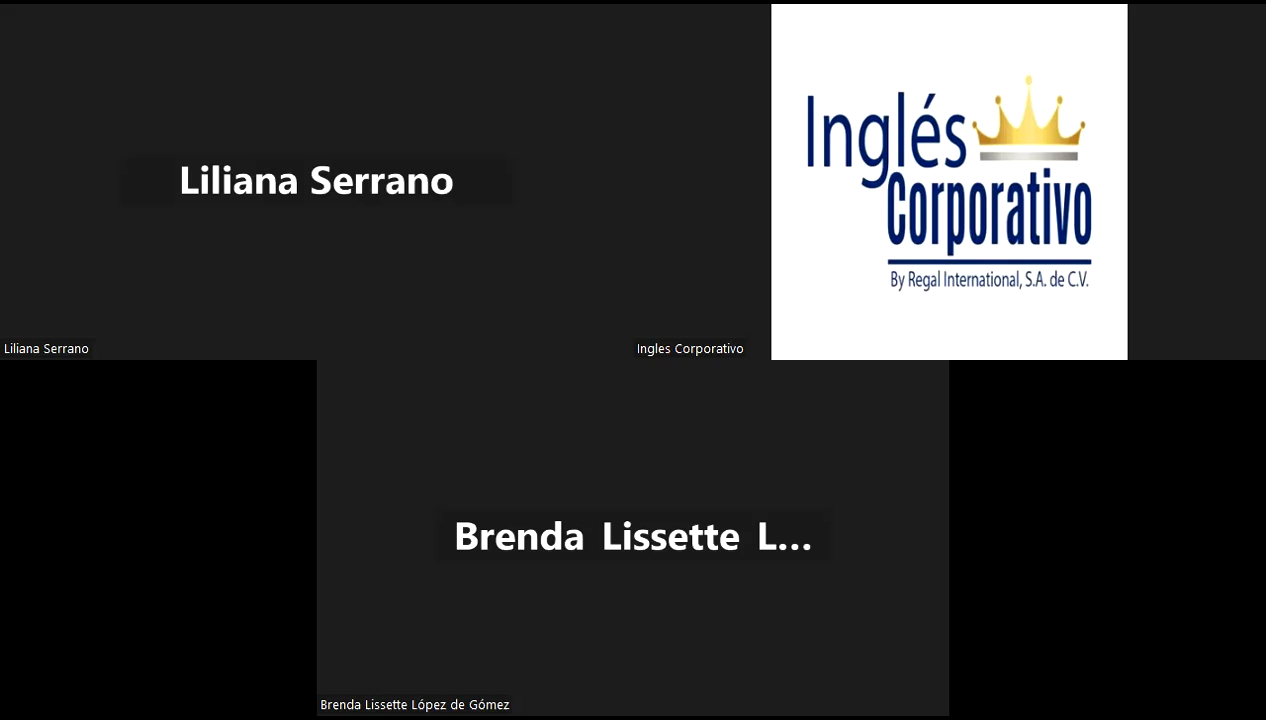 Liliana Serrano
Inglés
Corporativo
By Regal International, S.A. de C.V.
Liliana Serrano
Ingles Corporativo
Brenda Lissette L...
Brenda Lissette López de Gómez